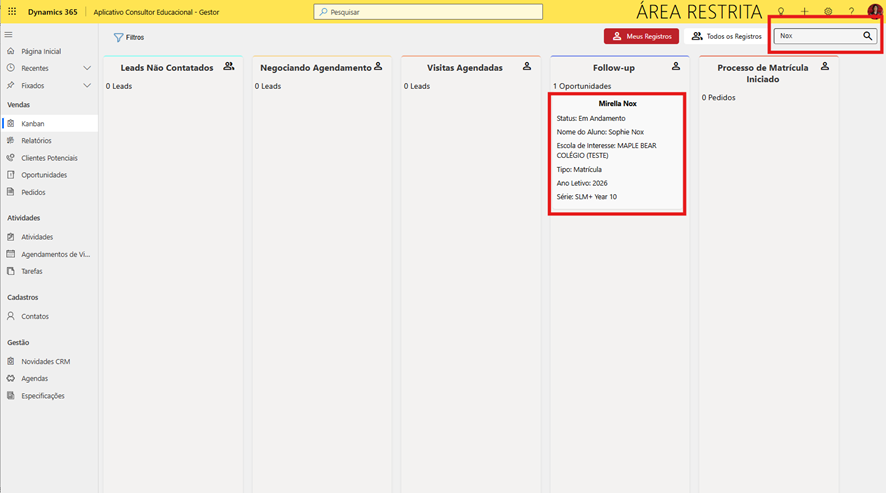 Dynamics 365
Aplicativo Consultor Educacional - Gestor
Pesquisar
ÁREA RESTRITA
Filtros
Meus Registros
Todos os Registros
Nox
Página Inicial
Recentes
Fixados
Vendas
Kanban
Relatórios
Clientes Potenciais
Oportunidades
Pedidos
Atividades
Atividades
Agendamentos de Vi...
Tarefas
Cadastros
Contatos
Gestão
Novidades CRM
Agendas
Especificações
Leads Não Contatados
0 Leads
Negociando Agendamento
0 Leads
Visitas Agendadas
0 Leads
Follow-up
1 Oportunidades
Mirella Nox
Status: Em Andamento
Nome do Aluno: Sophie Nox
Escola de Interesse: MAPLE BEAR
COLÉGIO (TESTE)
Tipo: Matrícula
Ano Letivo: 2026
Série: SLM+ Year 10
Processo de Matrícula
Iniciado
0 Pedidos